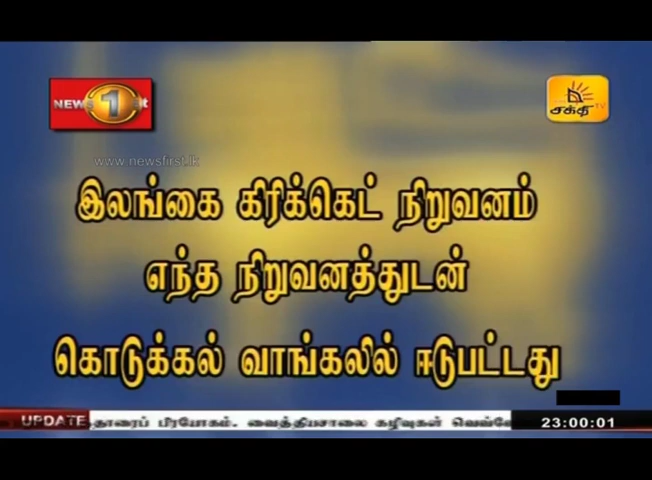 NEWS 1st
சக்தி TV
www.newsfirst.lk
இலங்கை கிரிக்கெட் நிறுவனம்
எந்த நிறுவனத்துடன்
கொடுக்கல் வாங்கலில் ஈடுபட்டது
UPDATE தாரைப் பிரயோகம். வைத்தியசாலை கழிவுகள் 23:00:01